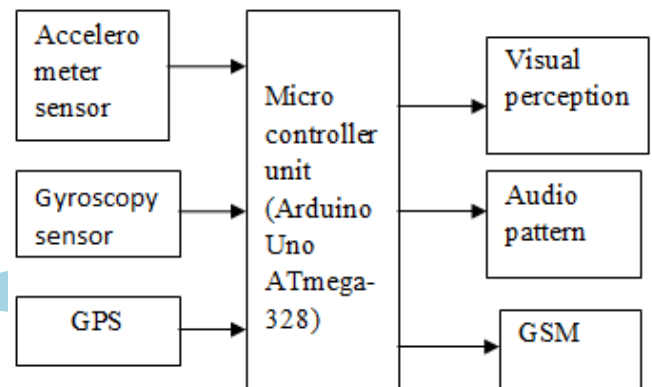 Accelero
meter
sensor
Gyroscopy
sensor
GPS
Micro
controller
unit
(Arduino
Uno
ATmega-
328)
Visual
perception
Audio
pattern
GSM